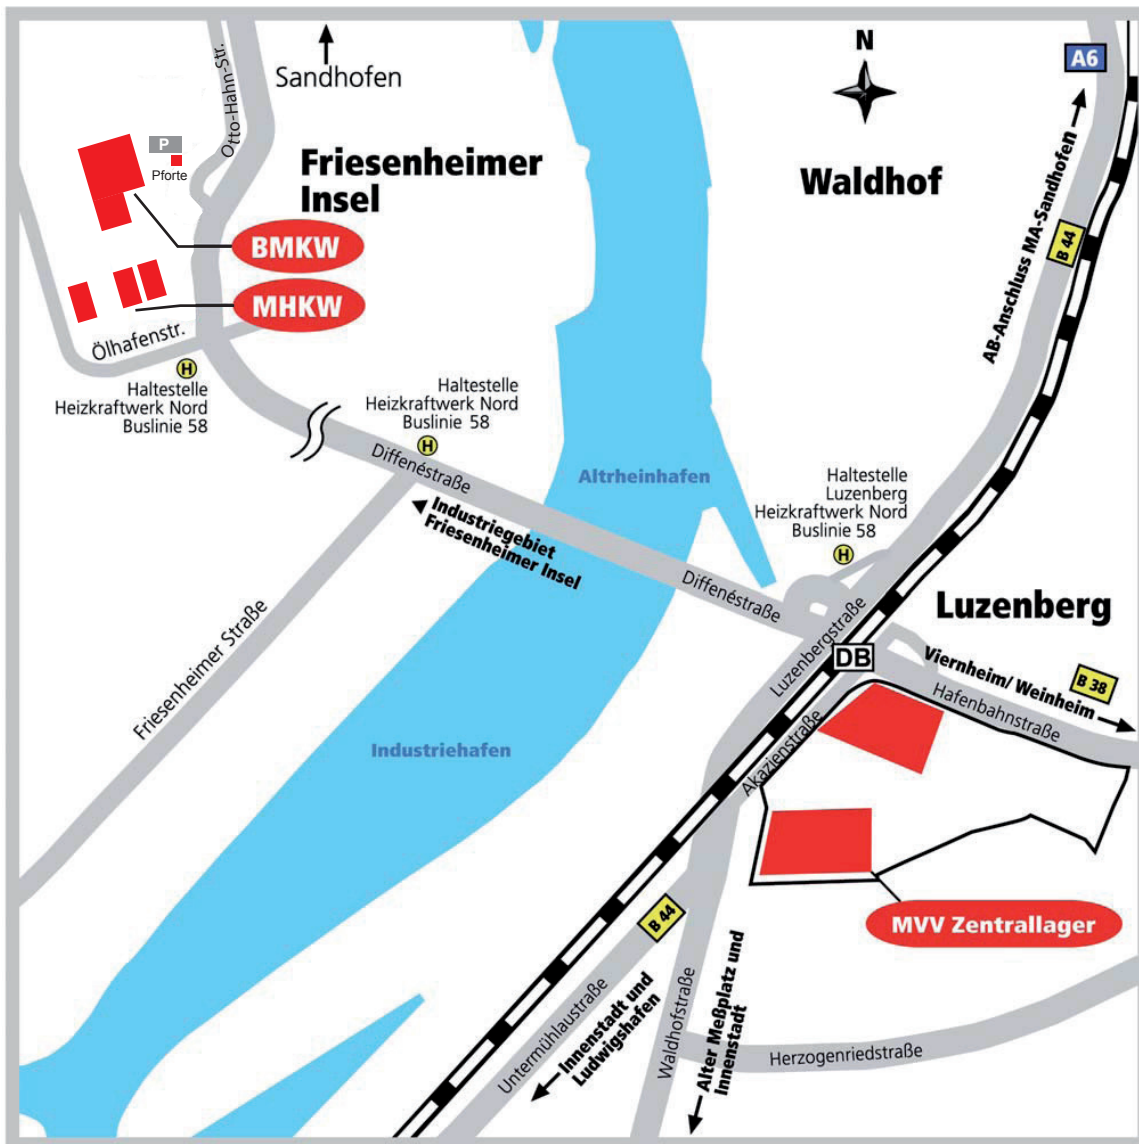 Otto-Hahn-Str.
Sandhofen
N
A6
P
Pforte
Friesenheimer
Insel
Waldhof
AB-Anschluss MA-Sandhofen
B 44
BMKW
MHKW
Ölhafenstr.
H
Haltestelle
Heizkraftwerk Nord
Buslinie 58
Haltestelle
Heizkraftwerk Nord
Buslinie 58
H
Diffenéstraße
Altrheinhafen
Haltestelle
Luzenberg
Heizkraftwerk Nord
Buslinie 58
H
Industriegebiet
Friesenheimer Insel
Diffenéstraße
Luzenberg
Luzenbergstraße
DB
Viernheim/ Weinheim
B 38
Hafenbahnstraße
Friesenheimer Straße
Industriehafen
Akazienstraße
MVV Zentrallager
B 44
Untermühlaustraße
Innenstadt und
Ludwigshafen
Waldhofstraße
Alter Meßplatz und
Innenstadt
Herzogenriedstraße